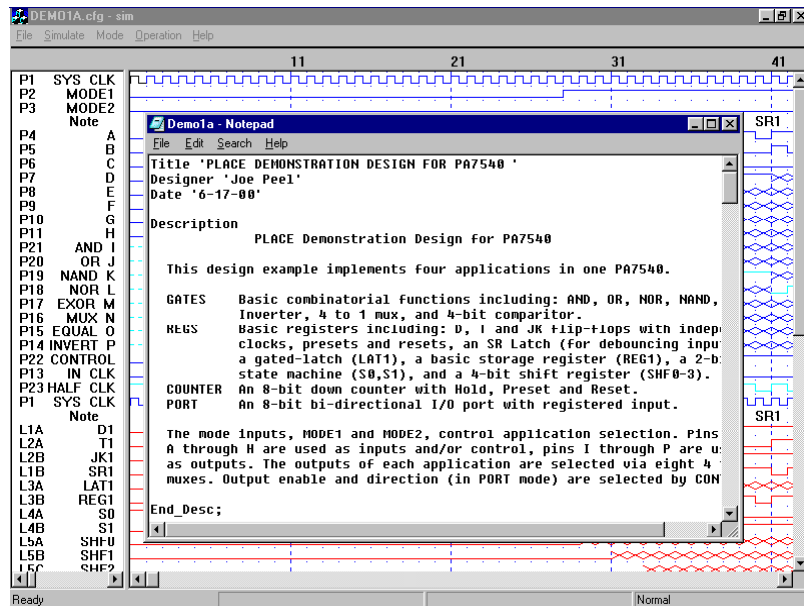 DEMO1A.cfg - sim
File Simulate Mode Operation Help
11 21 31 41
P1 SYS CLK
P2 MODE1
P3 MODE2
Note SR1
P4 A
P5 B
P6 C
P7 D
P8 E
P9 F
P10 G
P11 H
P21 AND I
P20 OR J
P19 NAND K
P18 NOR L
P17 EXOR M
P16 MUX N
P15 EQUAL O
P14 INVERT P
P22 CONTROL
P13 IN CLK
P23 HALF CLK
P1 SYS CLK
Note SR1
L1A D1
L2A T1
L2B JK1
L1B SR1
L3A LAT1
L3B REG1
L4A S0
L4B S1
L5A SHF0
L5B SHF1
L5C SHF2
Demo1a - Notepad
File Edit Search Help
Title 'PLACE DEMONSTRATION DESIGN FOR PA7540 '
Designer 'Joe Peel'
Date '6-17-00'
Description
PLACE Demonstration Design for PA7540
This design example implements four applications in one PA7540.
GATES Basic combinatorial functions including: AND, OR, NOR, NAND,
Inverter, 4 to 1 mux, and 4-bit comparitor.
REGS Basic registers including: D, T and JK flip-flops with indep
clocks, presets and resets, an SR Latch (for debouncing inpu
a gated-latch (LAT1), a basic storage register (REG1), a 2-b
state machine (S0,S1), and a 4-bit shift register (SHF0-3).
COUNTER An 8-bit down counter with Hold, Preset and Reset.
PORT An 8-bit bi-directional I/O port with registered input.
The mode inputs, MODE1 and MODE2, control application selection. Pins
A through H are used as inputs and/or control, pins I through P are u
as outputs. The outputs of each application are selected via eight 4
muxes. Output enable and direction (in PORT mode) are selected by CON
End_Desc;
Ready Normal